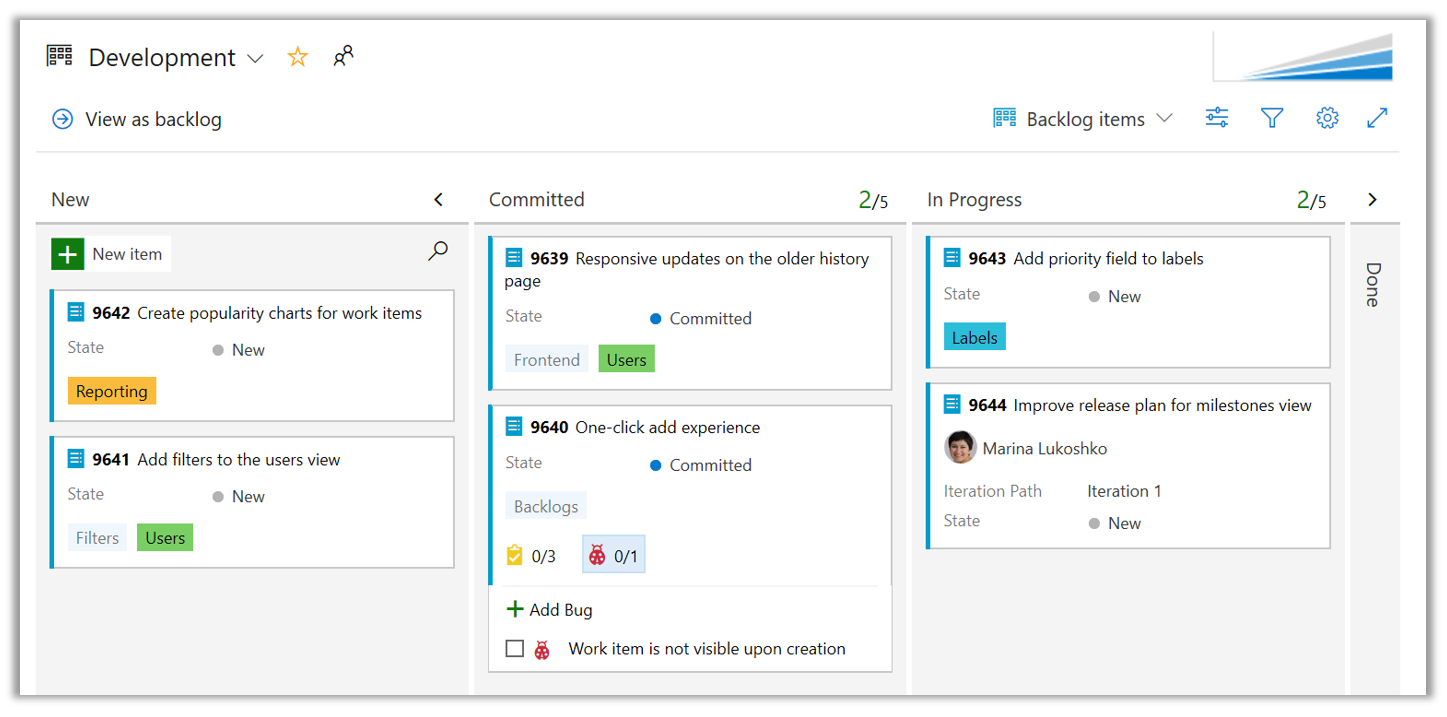 Development
View as backlog
Backlog items
New
New item
9642 Create popularity charts for work items
State New
Reporting
9641 Add filters to the users view
State New
Filters Users
Committed 2/5
9639 Responsive updates on the older history
page
State Committed
Frontend Users
9640 One-click add experience
State Committed
Backlogs
0/3 0/1
Add Bug
Work item is not visible upon creation
In Progress 2/5
9643 Add priority field to labels
State New
Labels
9644 Improve release plan for milestones view
Marina Lukoshko
Iteration Path Iteration 1
State New
Done